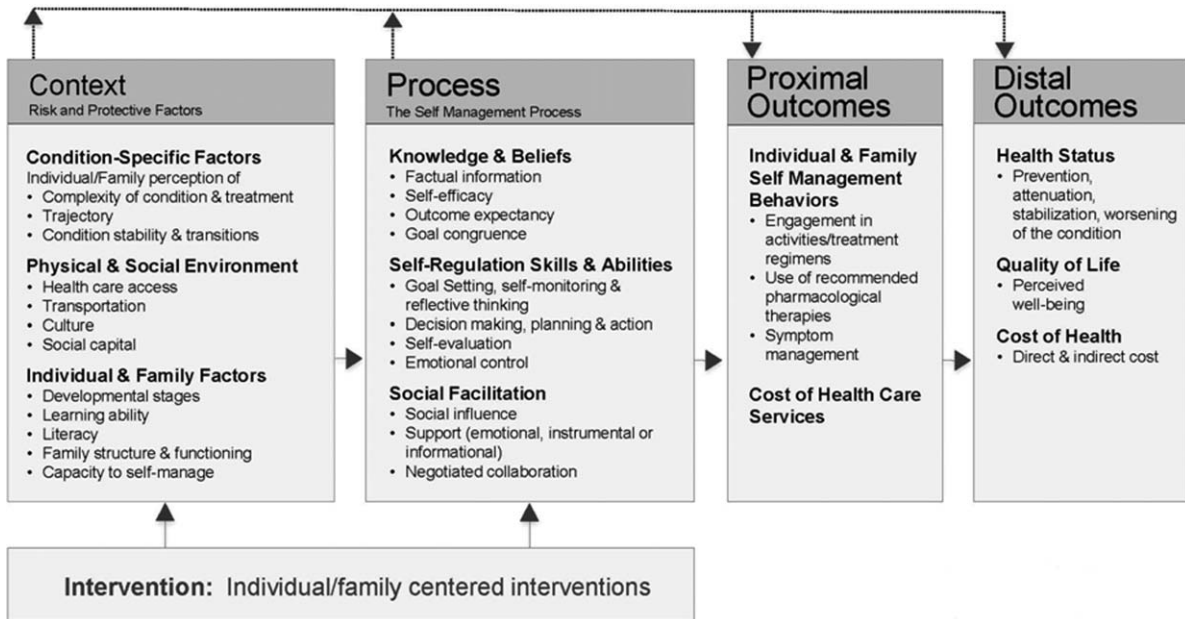 Context
Risk and Protective Factors
Condition-Specific Factors
Individual/Family perception of
• Complexity of condition & treatment
• Trajectory
• Condition stability & transitions
Physical & Social Environment
• Health care access
• Transportation
• Culture
• Social capital
Individual & Family Factors
• Developmental stages
• Learning ability
• Literacy
• Family structure & functioning
• Capacity to self-manage
Process
The Self Management Process
Knowledge & Beliefs
• Factual information
• Self-efficacy
• Outcome expectancy
• Goal congruence
Self-Regulation Skills & Abilities
• Goal Setting, self-monitoring &
reflective thinking
• Decision making, planning & action
• Self-evaluation
• Emotional control
Social Facilitation
• Social influence
• Support (emotional, instrumental or
informational)
• Negotiated collaboration
Proximal
Outcomes
Individual & Family
Self Management
Behaviors
• Engagement in
activities/treatment
regimens
• Use of recommended
pharmacological
therapies
• Symptom
management
Cost of Health Care
Services
Distal
Outcomes
Health Status
• Prevention,
attenuation,
stabilization, worsening
of the condition
Quality of Life
• Perceived
well-being
Cost of Health
• Direct & indirect cost
Intervention: Individual/family centered interventions